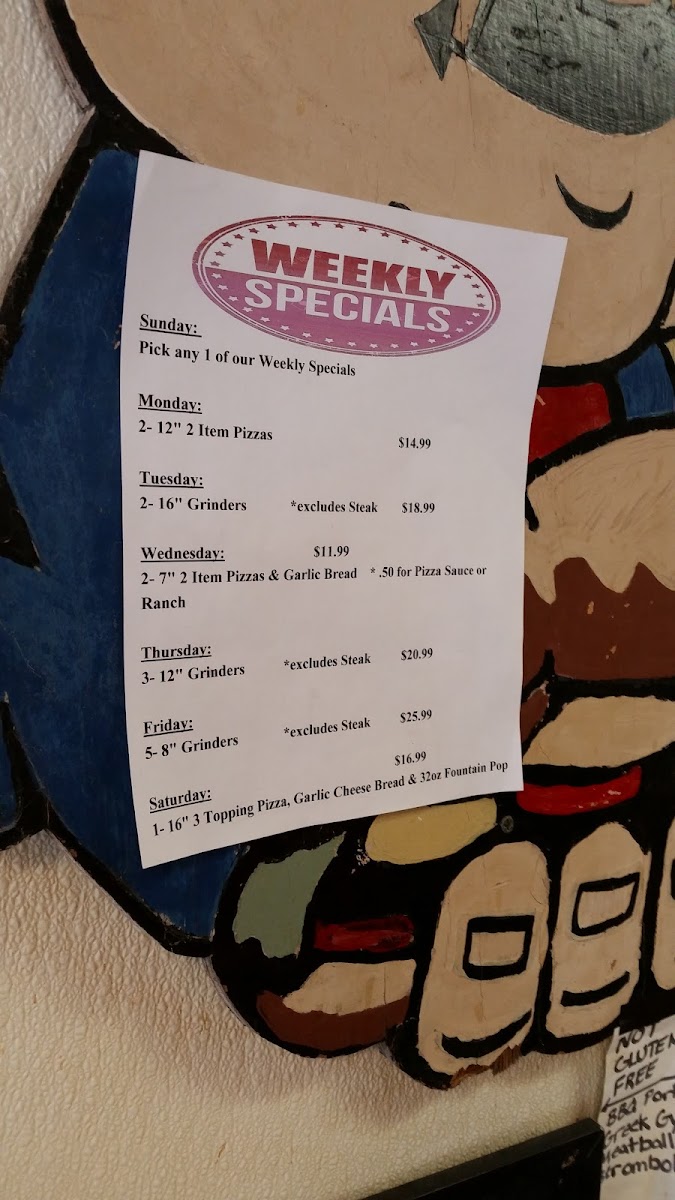 WEEKLY
SPECIALS
Sunday:
Pick any 1 of our Weekly Specials
Monday:
2- 12" 2 Item Pizzas $14.99
Tuesday:
2- 16" Grinders *excludes Steak $18.99
Wednesday: $11.99
2- 7" 2 Item Pizzas & Garlic Bread * .50 for Pizza Sauce or
Ranch
Thursday:
3- 12" Grinders *excludes Steak $20.99
Friday:
5- 8" Grinders *excludes Steak $25.99
$16.99
Saturday:
1- 16" 3 Topping Pizza, Garlic Cheese Bread & 32oz Fountain Pop
NOT
GLUTEN
FREE
BBQ